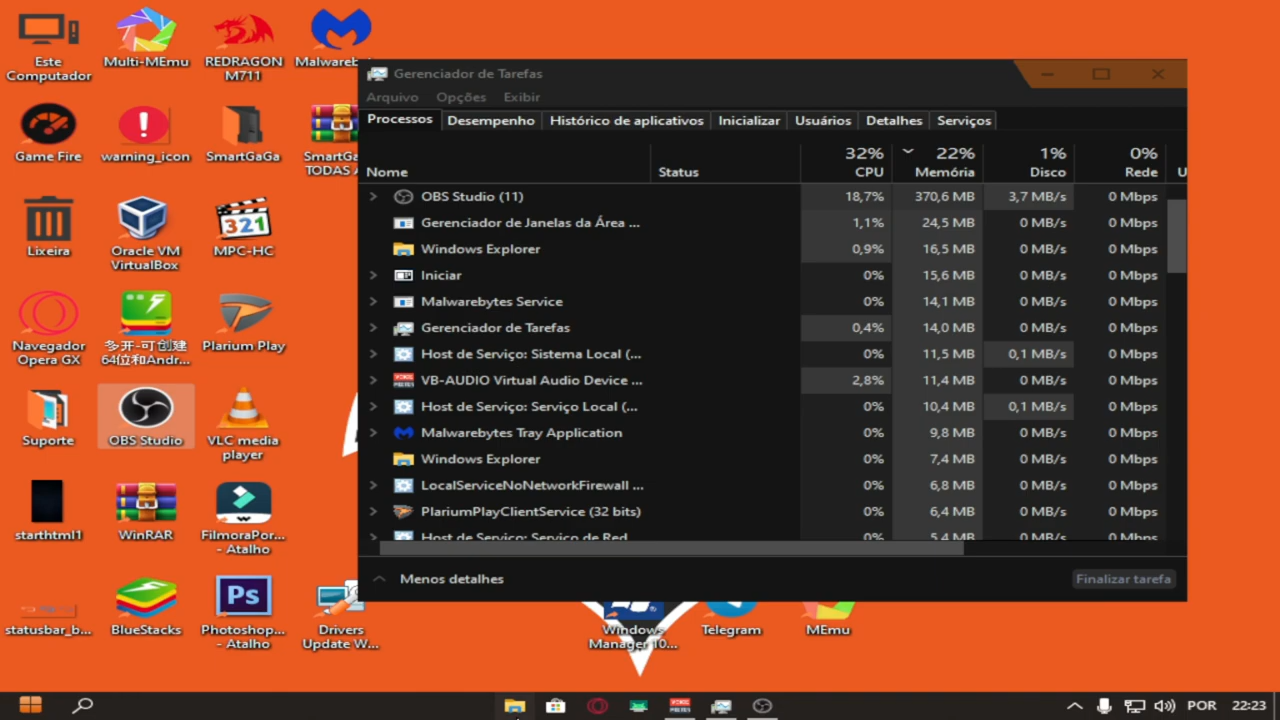 Este
Computador
Multi-MEmu
REDRAGON
M711
Malwareb
Game Fire
warning_icon
SmartGaGa
SmartGa
TODAS A
Lixeira
Oracle VM
VirtualBox
MPC-HC
321
Navegador
Opera GX
多开-可创建
64位和Andr...
Plarium Play
Suporte
OBS Studio
VLC media
player
starthtml1
WinRAR
FilmoraPor...
- Atalho
statusbar_b...
BlueStacks
Ps
Photoshop...
- Atalho
Drivers
Update W...
Windows
Manager 10...
Telegram
MEmu
Gerenciador de Tarefas
Arquivo Opções Exibir
Processos Desempenho Histórico de aplicativos Inicializar Usuários Detalhes Serviços
32% 22% 1% 0%
Nome Status CPU Memória Disco Rede U
OBS Studio (11) 18,7% 370,6 MB 3,7 MB/s 0 Mbps
Gerenciador de Janelas da Área ... 1,1% 24,5 MB 0 MB/s 0 Mbps
Windows Explorer 0,9% 16,5 MB 0 MB/s 0 Mbps
Iniciar 0% 15,6 MB 0 MB/s 0 Mbps
Malwarebytes Service 0% 14,1 MB 0 MB/s 0 Mbps
Gerenciador de Tarefas 0,4% 14,0 MB 0 MB/s 0 Mbps
Host de Serviço: Sistema Local (... 0% 11,5 MB 0,1 MB/s 0 Mbps
VB-AUDIO Virtual Audio Device ... 2,8% 11,4 MB 0 MB/s 0 Mbps
Host de Serviço: Serviço Local (... 0% 10,4 MB 0,1 MB/s 0 Mbps
Malwarebytes Tray Application 0% 9,8 MB 0 MB/s 0 Mbps
Windows Explorer 0% 7,4 MB 0 MB/s 0 Mbps
LocalServiceNoNetworkFirewall ... 0% 6,8 MB 0 MB/s 0 Mbps
PlariumPlayClientService (32 bits) 0% 6,4 MB 0 MB/s 0 Mbps
Host de Serviço: Serviço de Red 0% 5,4 MB 0 MB/s 0 Mbps
Menos detalhes Finalizar tarefa
POR 22:23